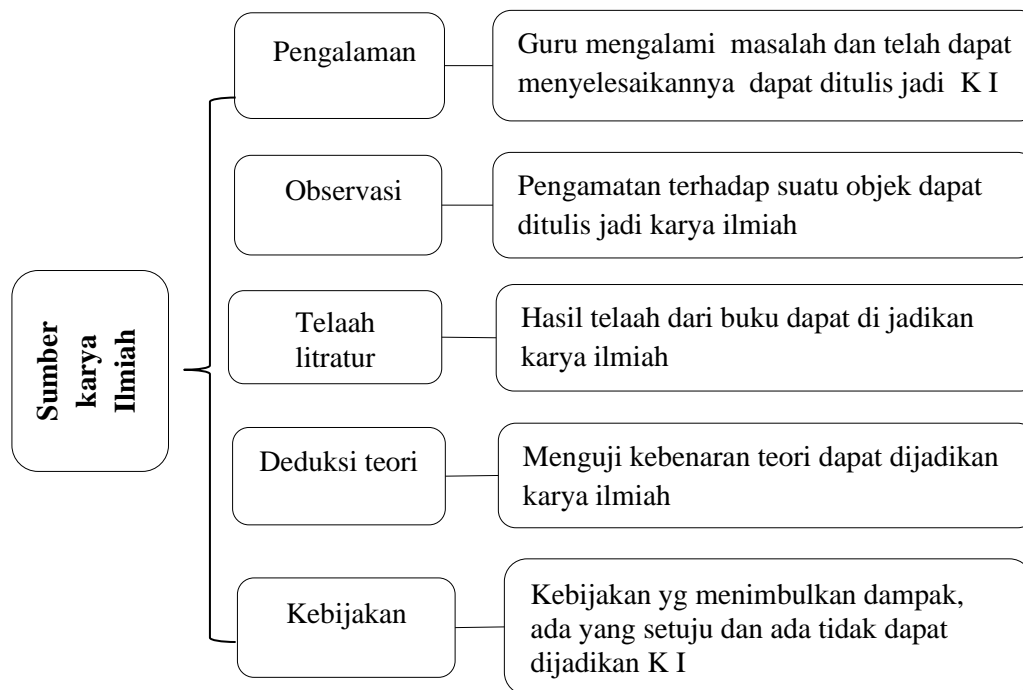 Sumber
karya
Ilmiah
Pengalaman
Guru mengalami masalah dan telah dapat
menyelesaikannya dapat ditulis jadi K I
Observasi
Pengamatan terhadap suatu objek dapat
ditulis jadi karya ilmiah
Telaah
litratur
Hasil telaah dari buku dapat di jadikan
karya ilmiah
Deduksi teori
Menguji kebenaran teori dapat dijadikan
karya ilmiah
Kebijakan
Kebijakan yg menimbulkan dampak,
ada yang setuju dan ada tidak dapat
dijadikan K I